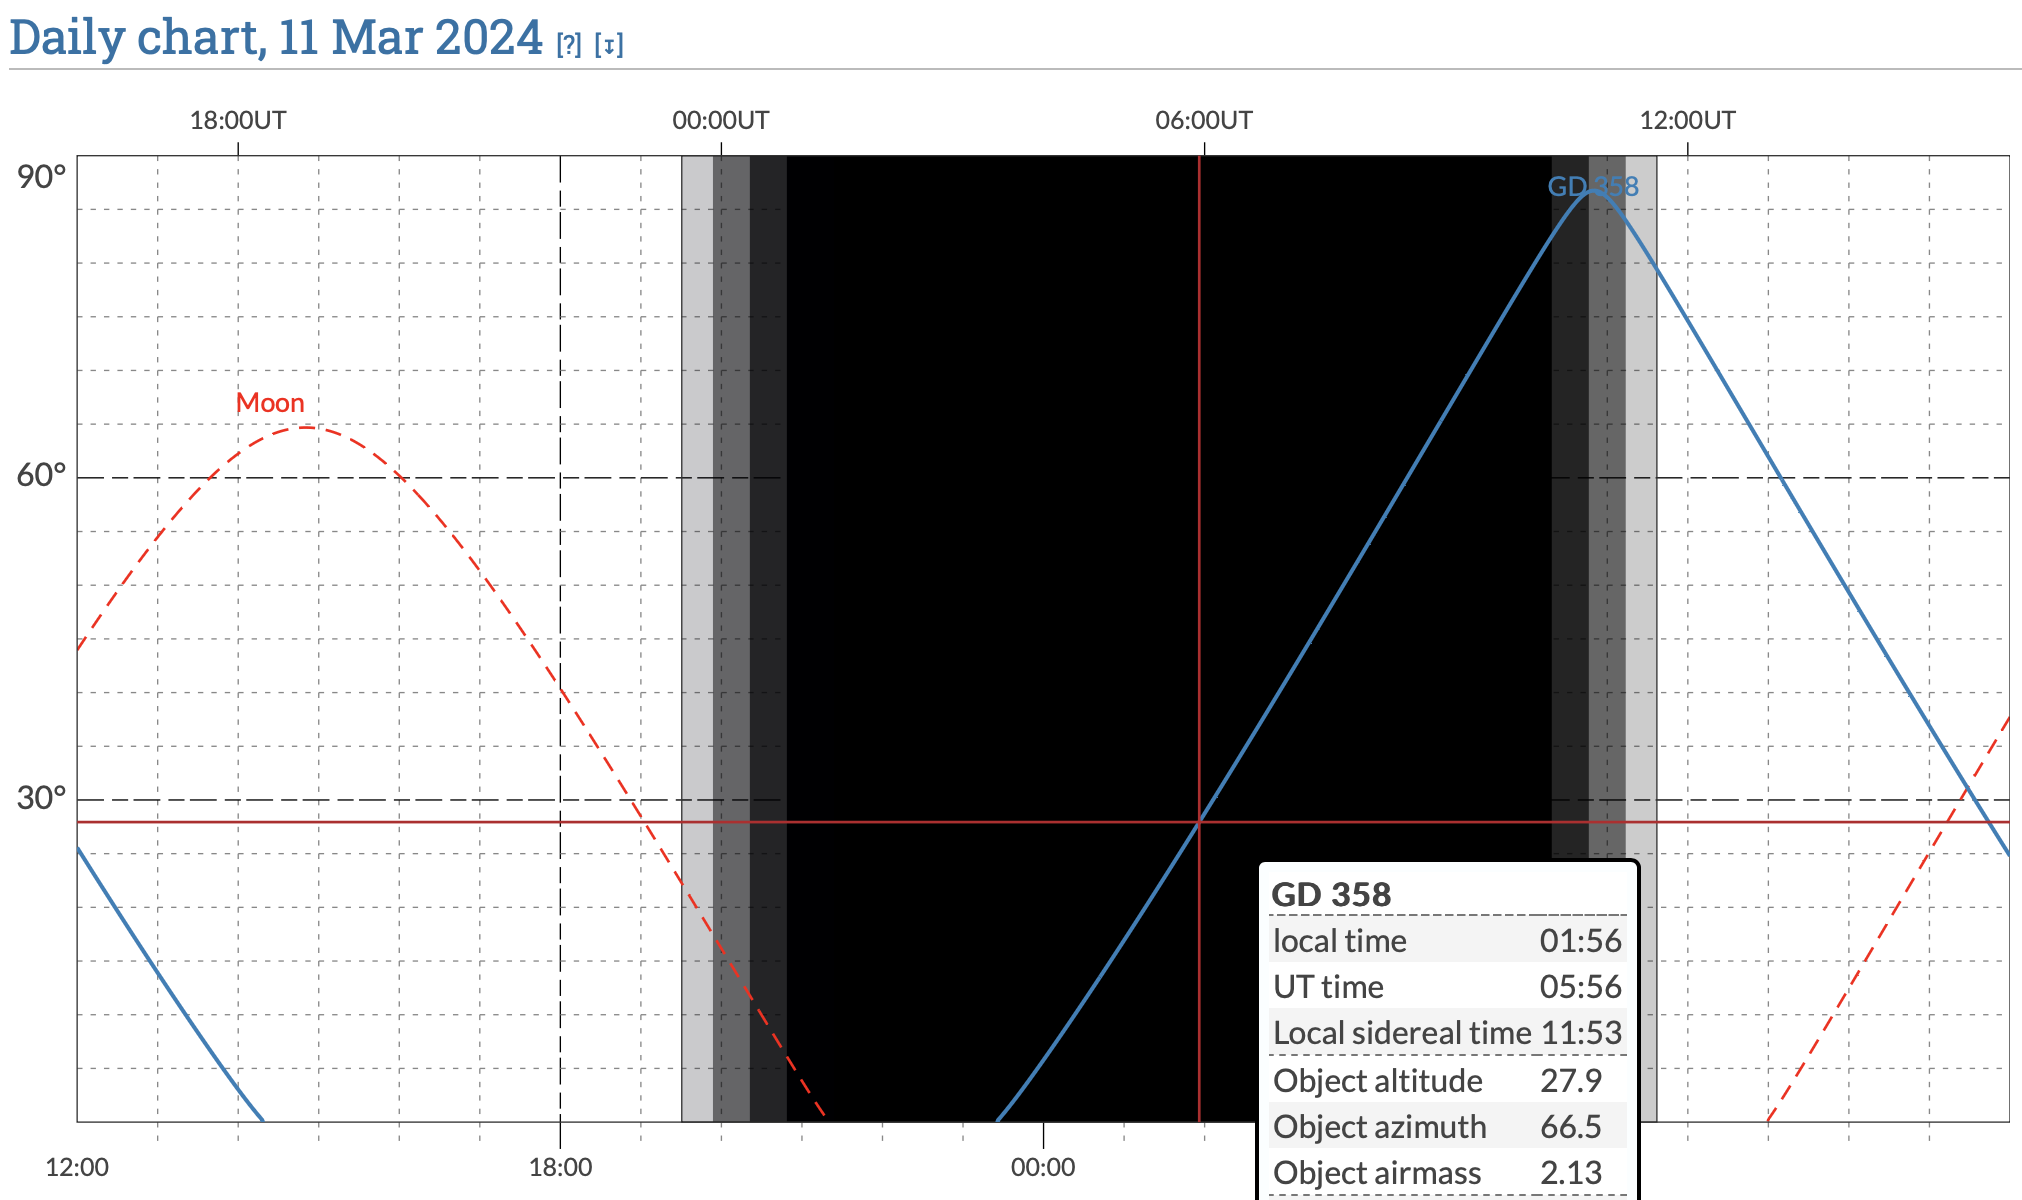 Daily chart, 11 Mar 2024 [?] [↧]
18:00UT 00:00UT 06:00UT 12:00UT
90°
GD 358
Moon
60°
30°
GD 358
local time 01:56
UT time 05:56
Local sidereal time 11:53
Object altitude 27.9
Object azimuth 66.5
Object airmass 2.13
12:00 18:00 00:00